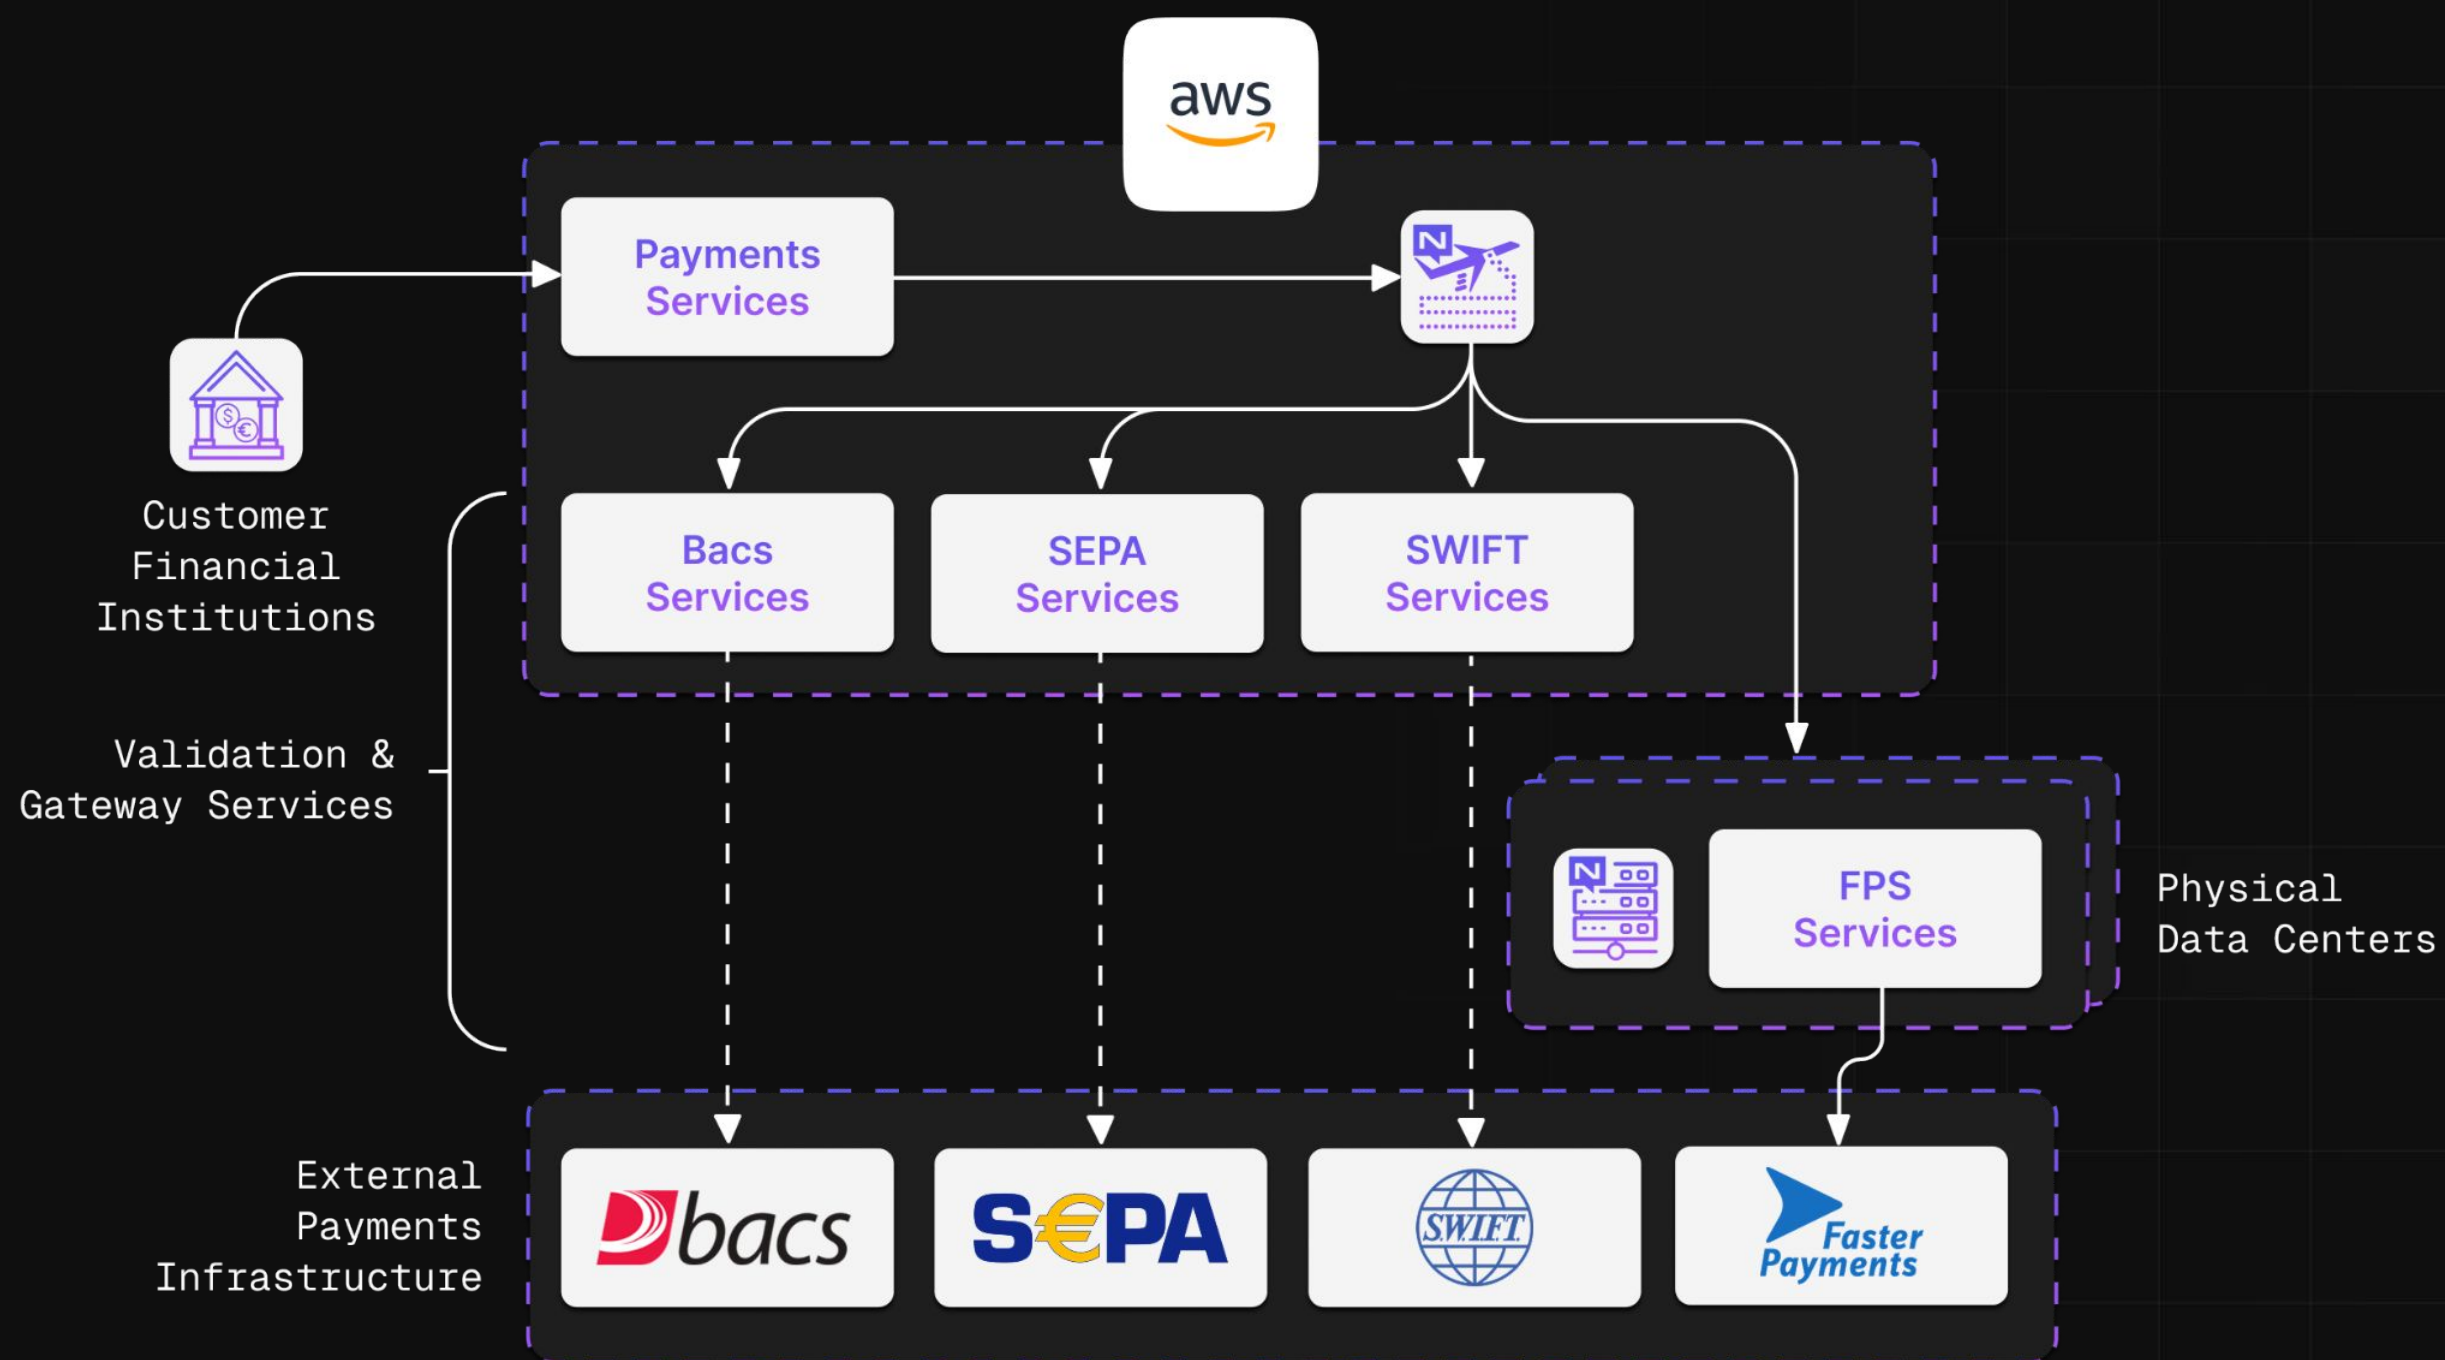 aws
Payments
Services
N
$
€
Customer
Financial
Institutions
Bacs
Services
SEPA
Services
SWIFT
Services
Validation &
Gateway Services
N
FPS
Services
Physical
Data Centers
External
Payments
Infrastructure
bacs
S€PA
S.W.I.F.T.
Faster
Payments